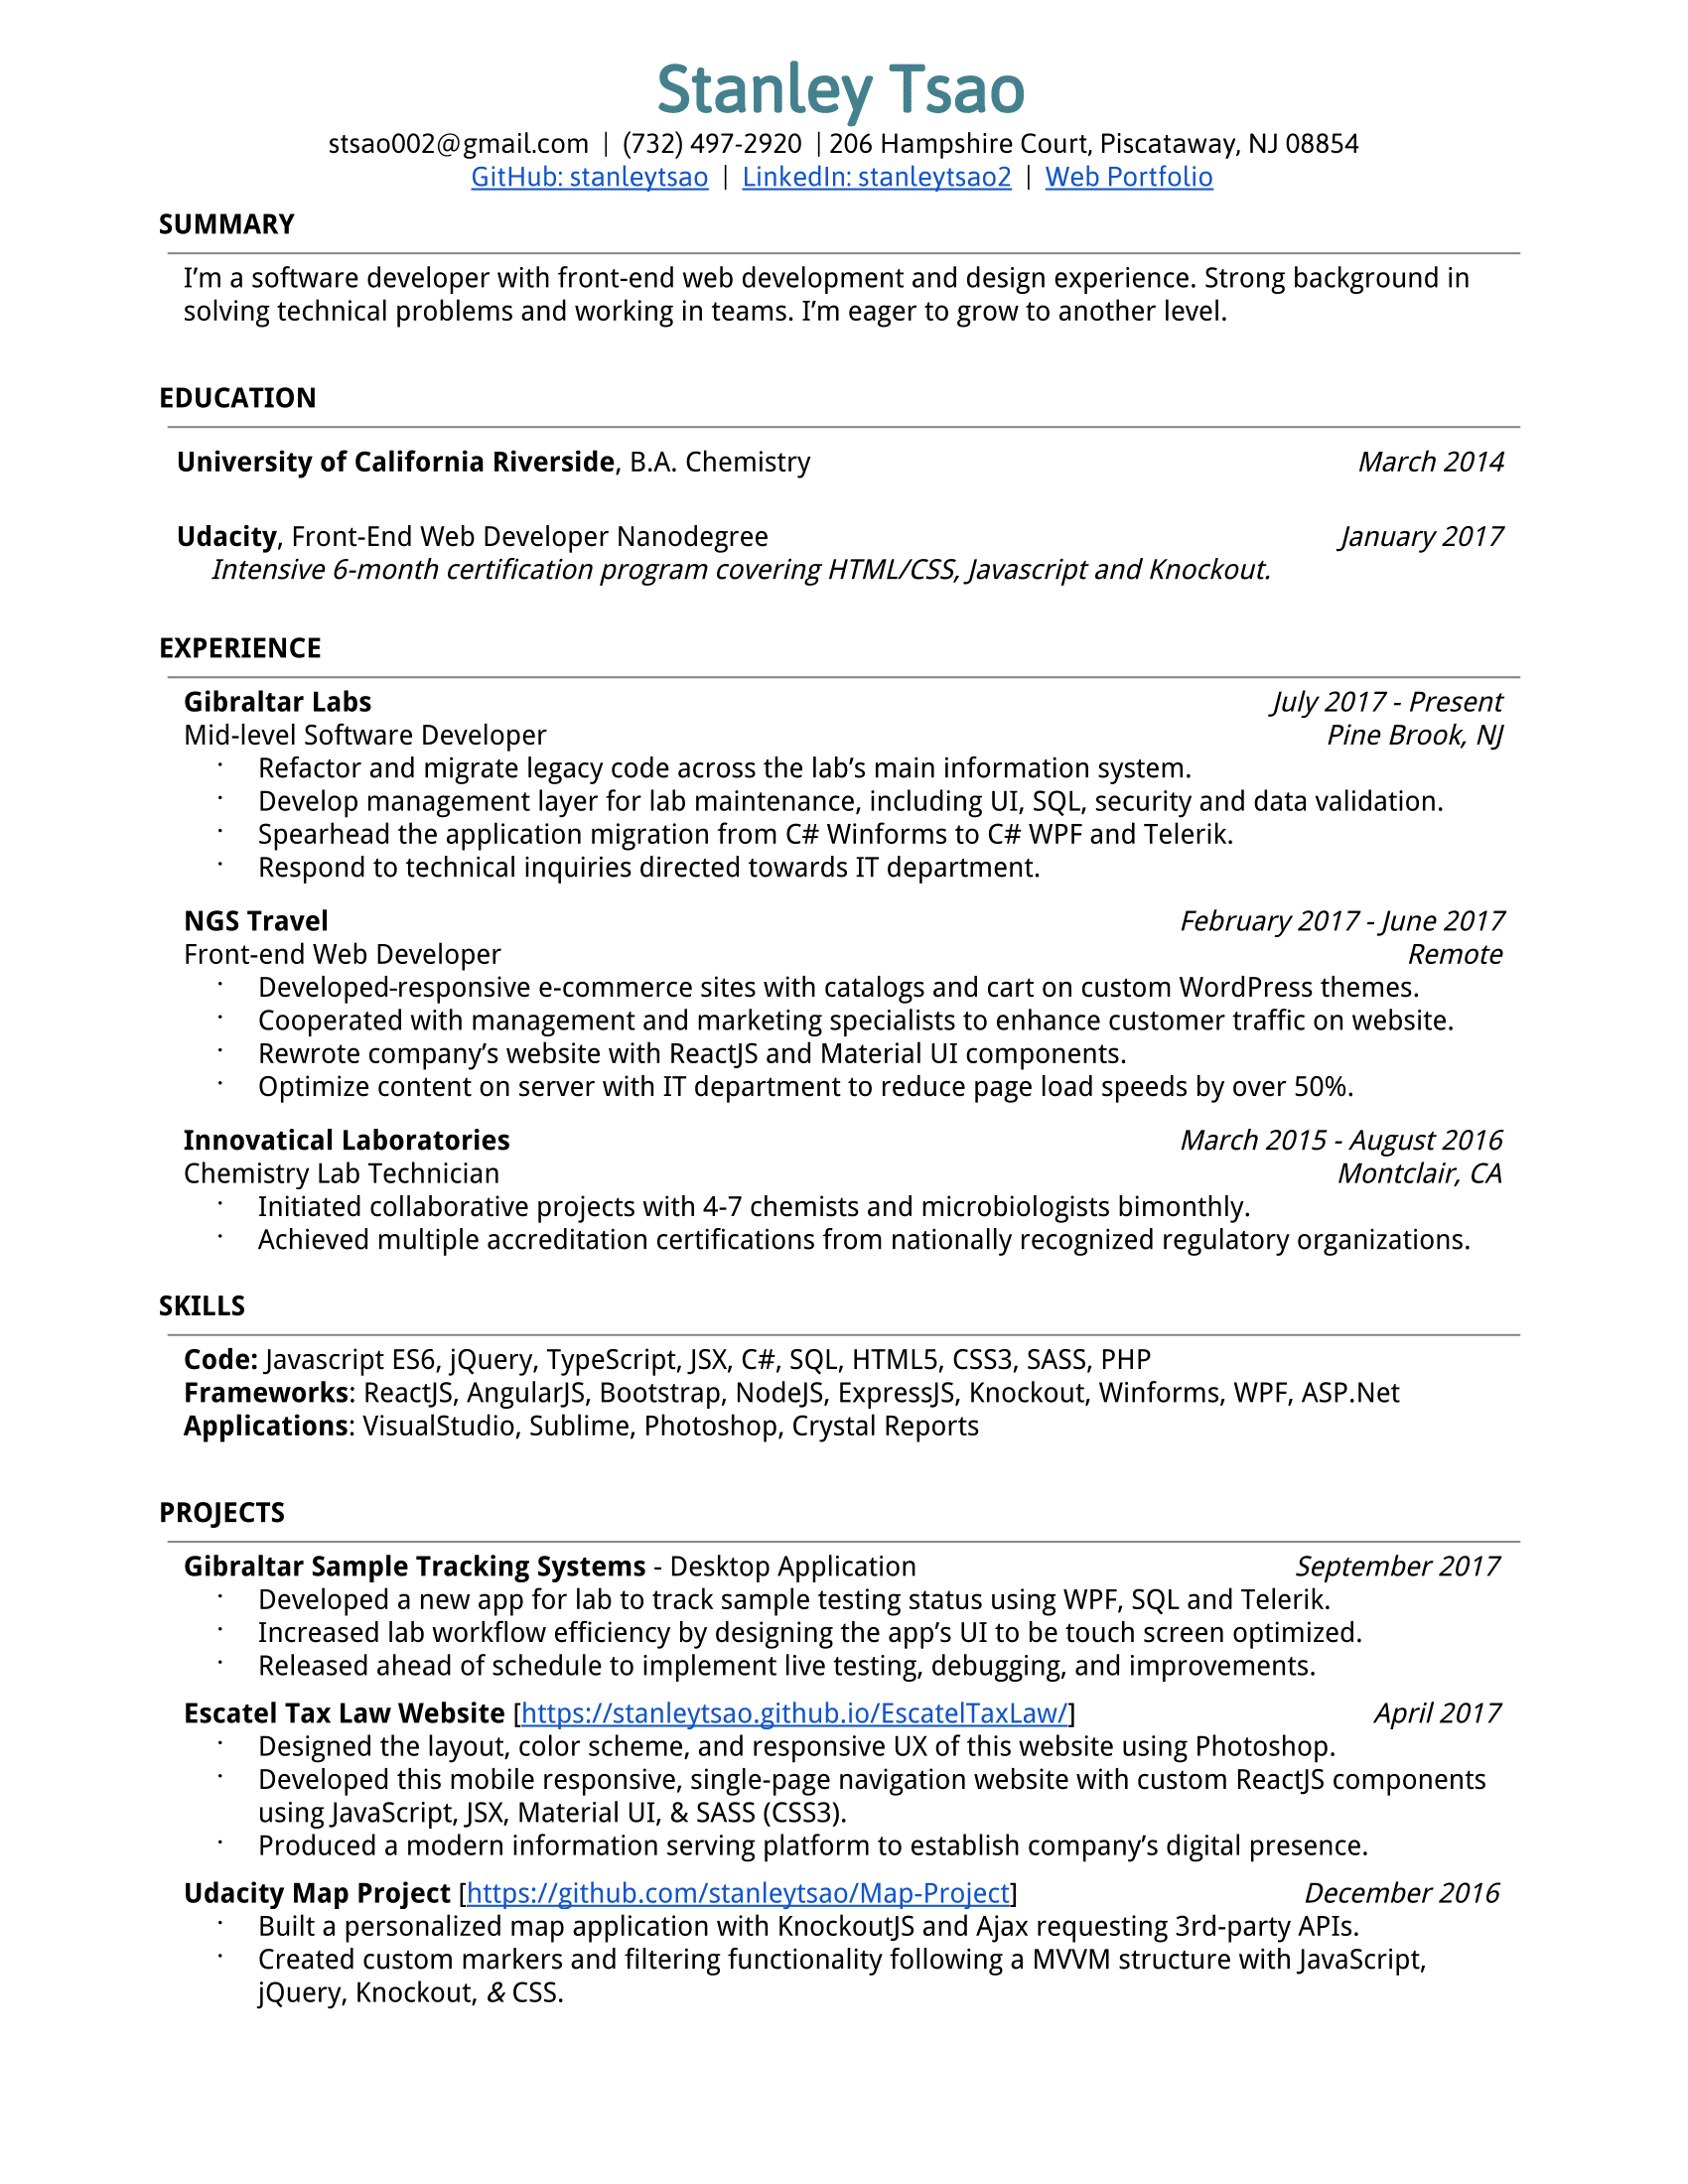 Stanley Tsao
stsao002@gmail.com | (732) 497-2920 | 206 Hampshire Court, Piscataway, NJ 08854
GitHub: stanleytsao | LinkedIn: stanleytsao2 | Web Portfolio
SUMMARY
I’m a software developer with front-end web development and design experience. Strong background in
solving technical problems and working in teams. I’m eager to grow to another level.
EDUCATION
University of California Riverside, B.A. Chemistry March 2014
Udacity, Front-End Web Developer Nanodegree January 2017
Intensive 6-month certification program covering HTML/CSS, Javascript and Knockout.
EXPERIENCE
Gibraltar Labs July 2017 - Present
Mid-level Software Developer Pine Brook, NJ
· Refactor and migrate legacy code across the lab’s main information system.
· Develop management layer for lab maintenance, including UI, SQL, security and data validation.
· Spearhead the application migration from C# Winforms to C# WPF and Telerik.
· Respond to technical inquiries directed towards IT department.
NGS Travel February 2017 - June 2017
Front-end Web Developer Remote
· Developed-responsive e-commerce sites with catalogs and cart on custom WordPress themes.
· Cooperated with management and marketing specialists to enhance customer traffic on website.
· Rewrote company’s website with ReactJS and Material UI components.
· Optimize content on server with IT department to reduce page load speeds by over 50%.
Innovatical Laboratories March 2015 - August 2016
Chemistry Lab Technician Montclair, CA
· Initiated collaborative projects with 4-7 chemists and microbiologists bimonthly.
· Achieved multiple accreditation certifications from nationally recognized regulatory organizations.
SKILLS
Code: Javascript ES6, jQuery, TypeScript, JSX, C#, SQL, HTML5, CSS3, SASS, PHP
Frameworks: ReactJS, AngularJS, Bootstrap, NodeJS, ExpressJS, Knockout, Winforms, WPF, ASP.Net
Applications: VisualStudio, Sublime, Photoshop, Crystal Reports
PROJECTS
Gibraltar Sample Tracking Systems - Desktop Application September 2017
· Developed a new app for lab to track sample testing status using WPF, SQL and Telerik.
· Increased lab workflow efficiency by designing the app’s UI to be touch screen optimized.
· Released ahead of schedule to implement live testing, debugging, and improvements.
Escatel Tax Law Website [https://stanleytsao.github.io/EscatelTaxLaw/] April 2017
· Designed the layout, color scheme, and responsive UX of this website using Photoshop.
· Developed this mobile responsive, single-page navigation website with custom ReactJS components
using JavaScript, JSX, Material UI, & SASS (CSS3).
· Produced a modern information serving platform to establish company’s digital presence.
Udacity Map Project [https://github.com/stanleytsao/Map-Project] December 2016
· Built a personalized map application with KnockoutJS and Ajax requesting 3rd-party APIs.
· Created custom markers and filtering functionality following a MVVM structure with JavaScript,
jQuery, Knockout, & CSS.